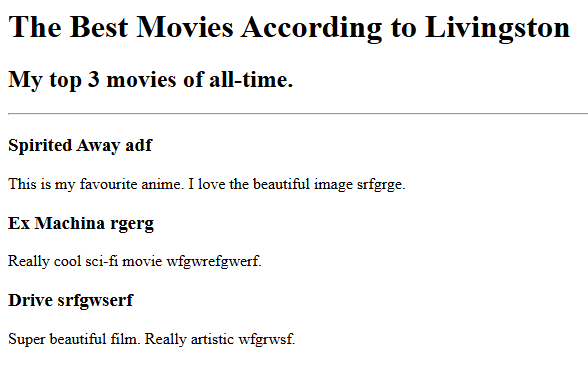 The Best Movies According to Livingston
My top 3 movies of all-time.
Spirited Away adf
This is my favourite anime. I love the beautiful image srfgrge.
Ex Machina rgerg
Really cool sci-fi movie wfgwrefgwerf.
Drive srfgwserf
Super beautiful film. Really artistic wfgrwsf.